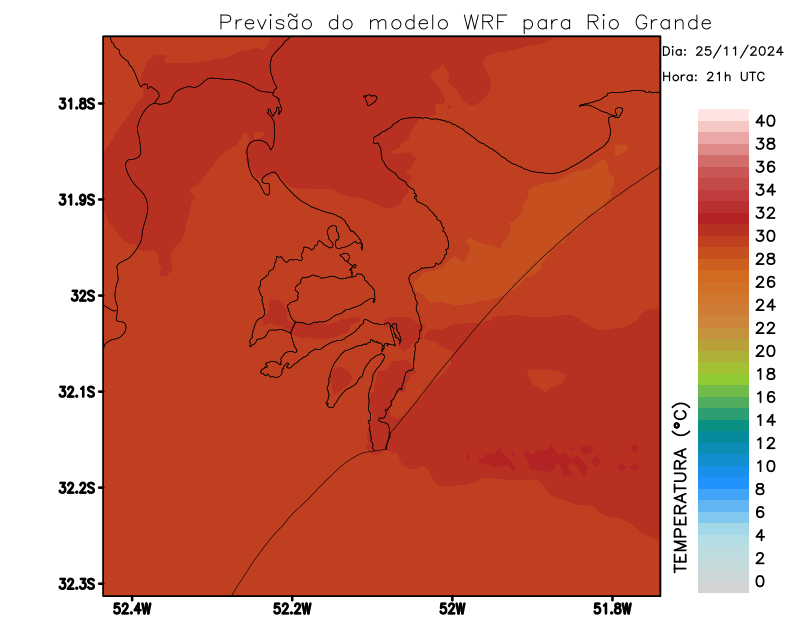 Previsão do modelo WRF para Rio Grande
Dia: 25/11/2024
Hora: 21h UTC
31.8S
31.9S
32S
32.1S
32.2S
32.3S
52.4W
52.2W
52W
51.8W
TEMPERATURA (°C)
40
38
36
34
32
30
28
26
24
22
20
18
16
14
12
10
8
6
4
2
0